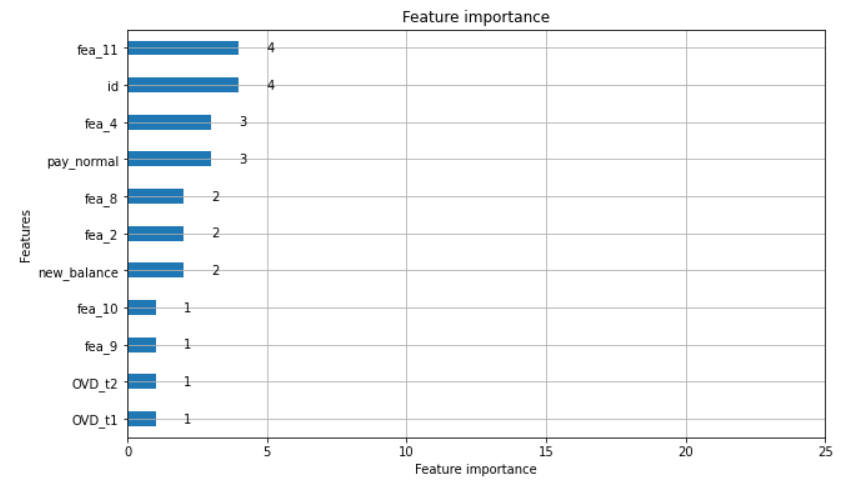 Feature importance
fea_11 4
id 4
fea_4 3
pay_normal 3
fea_8 2
fea_2 2
new_balance 2
fea_10 1
fea_9 1
OVD_t2 1
OVD_t1 1
Features
0 5 10 15 20 25
Feature importance